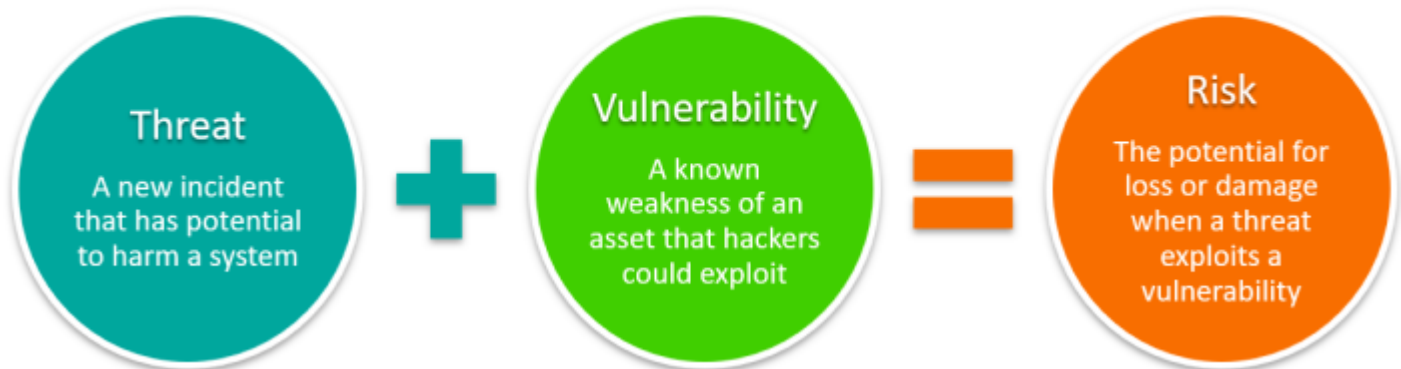 Threat
A new incident
that has potential
to harm a system
Vulnerability
A known
weakness of an
asset that hackers
could exploit
Risk
The potential for
loss or damage
when a threat
exploits a
vulnerability